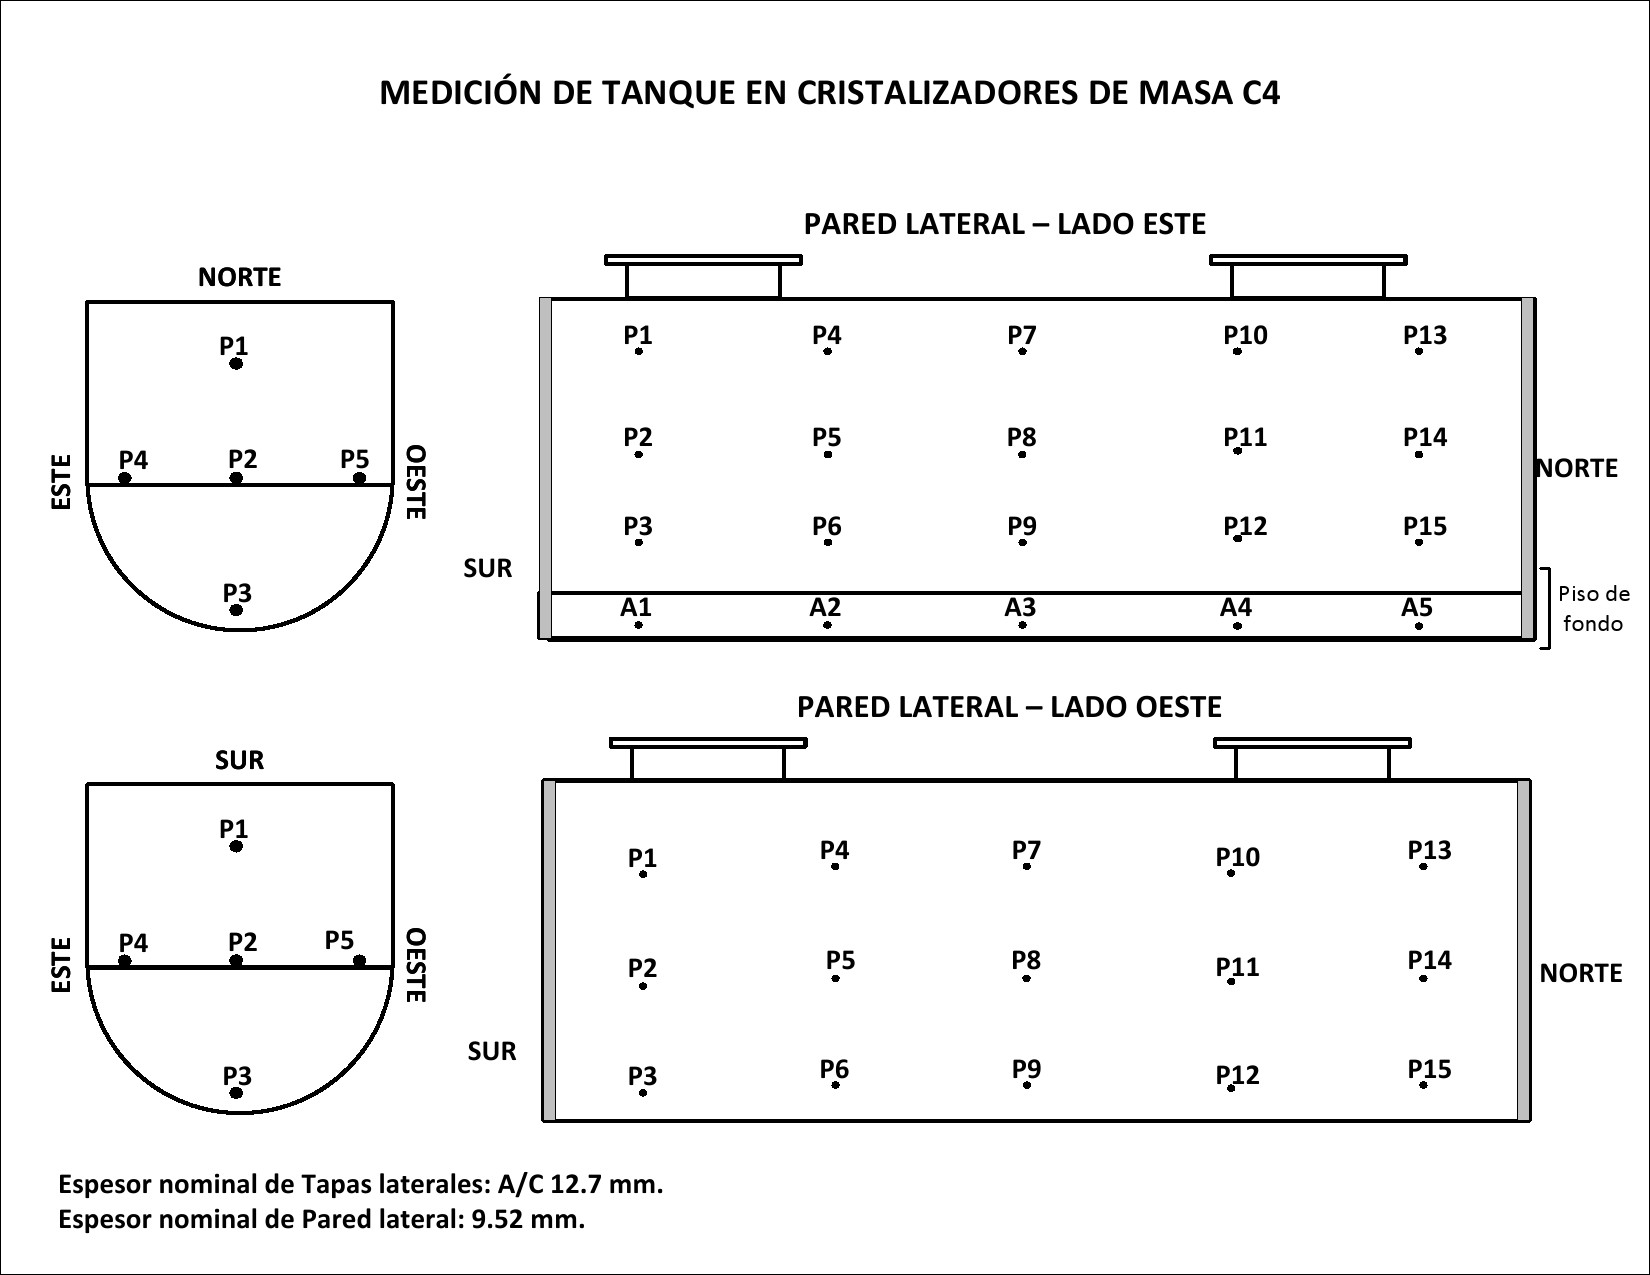 MEDICIÓN DE TANQUE EN CRISTALIZADORES DE MASA C4
NORTE
P1
P4 P2 P5
P3
ESTE
OESTE
PARED LATERAL – LADO ESTE
P1 P4 P7 P10 P13
P2 P5 P8 P11 P14
P3 P6 P9 P12 P15
A1 A2 A3 A4 A5
SUR
NORTE
Piso de
fondo
SUR
P1
P4 P2 P5
P3
ESTE
OESTE
PARED LATERAL – LADO OESTE
P1 P4 P7 P10 P13
P2 P5 P8 P11 P14
P3 P6 P9 P12 P15
SUR
NORTE
Espesor nominal de Tapas laterales: A/C 12.7 mm.
Espesor nominal de Pared lateral: 9.52 mm.